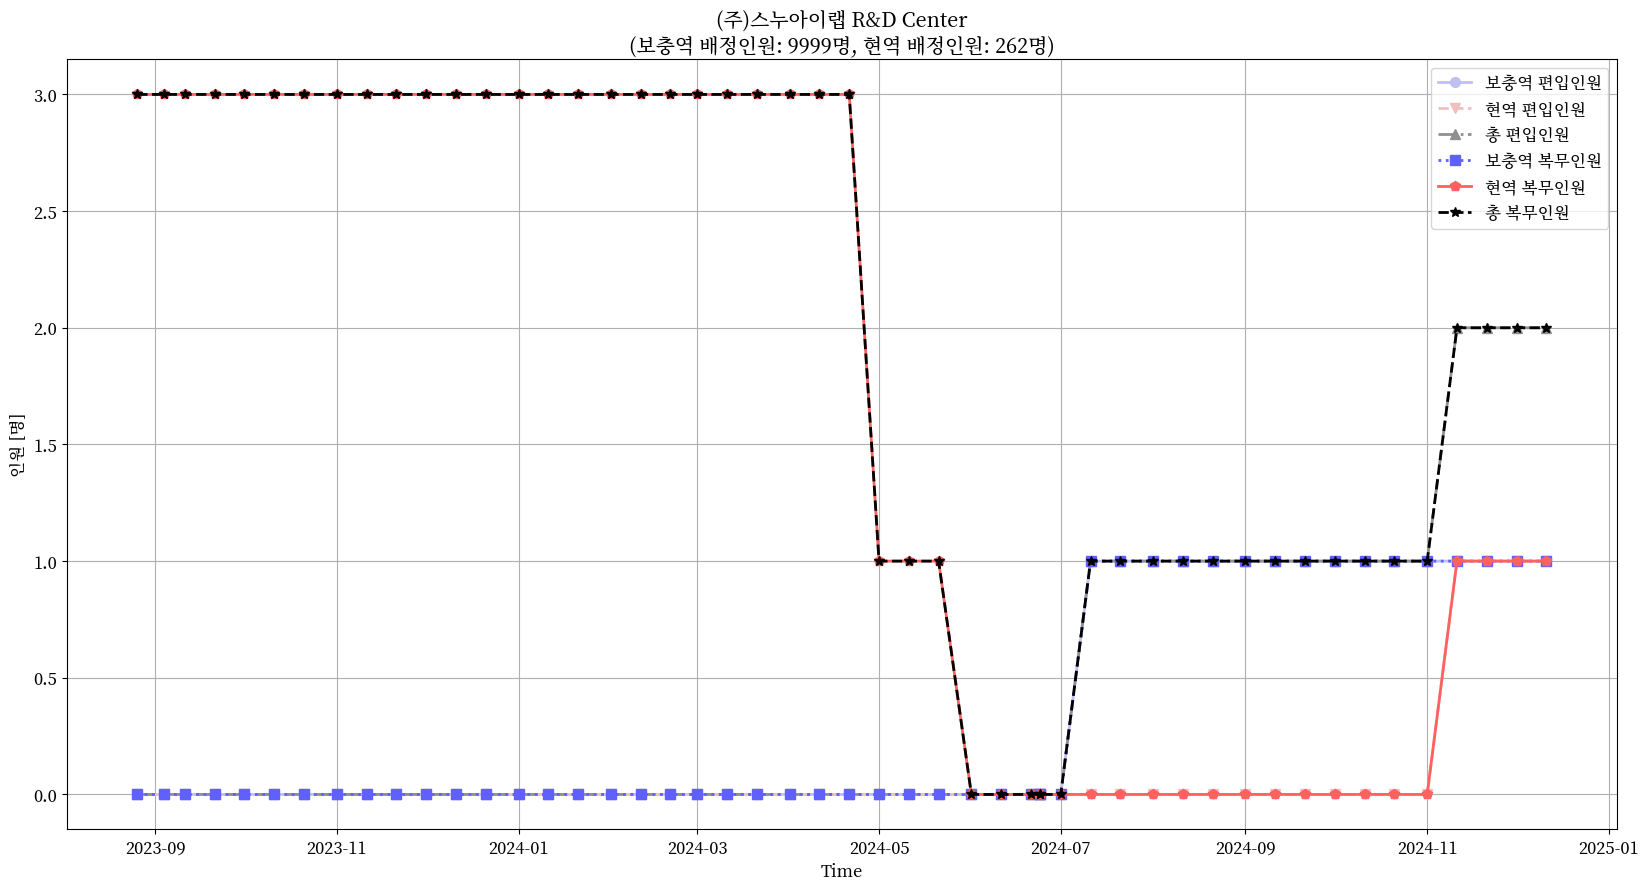 (주)스누아이랩 R&D Center
(보충역 배정인원: 9999명, 현역 배정인원: 262명)
보충역 편입인원
현역 편입인원
총 편입인원
보충역 복무인원
현역 복무인원
총 복무인원
3.0
2.5
2.0
1.5
1.0
0.5
0.0
인원 [명]
2023-09
2023-11
2024-01
2024-03
2024-05
2024-07
2024-09
2024-11
2025-01
Time